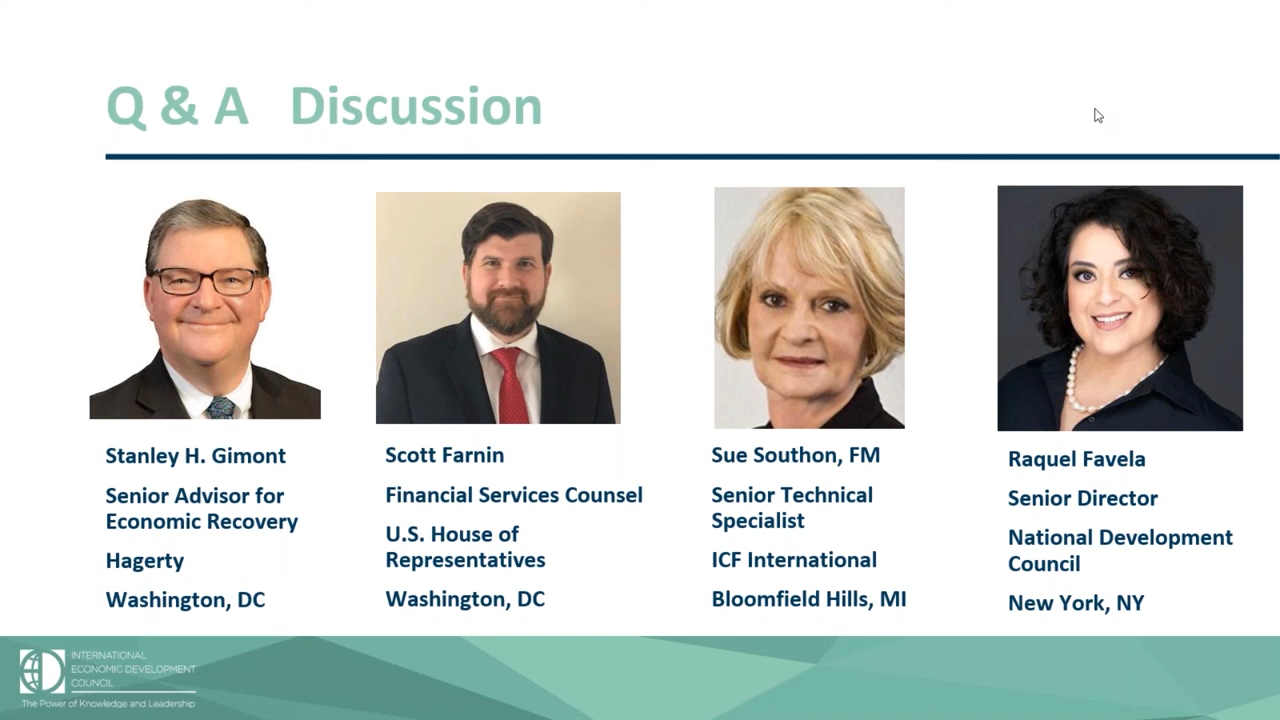 Q & A Discussion
Stanley H. Gimont
Senior Advisor for
Economic Recovery
Hagerty
Washington, DC
Scott Farnin
Financial Services Counsel
U.S. House of
Representatives
Washington, DC
Sue Southon, FM
Senior Technical
Specialist
ICF International
Bloomfield Hills, MI
Raquel Favela
Senior Director
National Development
Council
New York, NY
INTERNATIONAL
ECONOMIC DEVELOPMENT
COUNCIL
The Power of Knowledge and Leadership